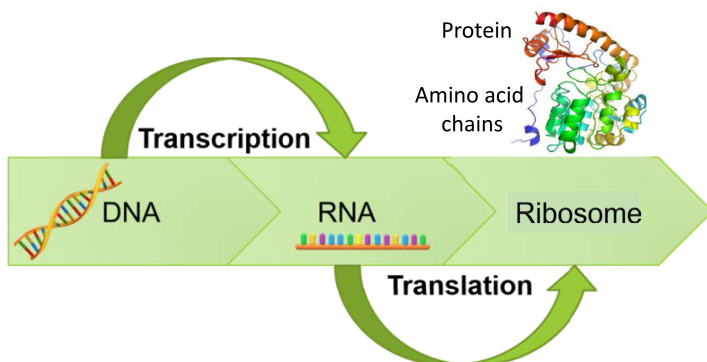 Protein
Amino acid
chains
Transcription
DNA
RNA
Ribosome
Translation